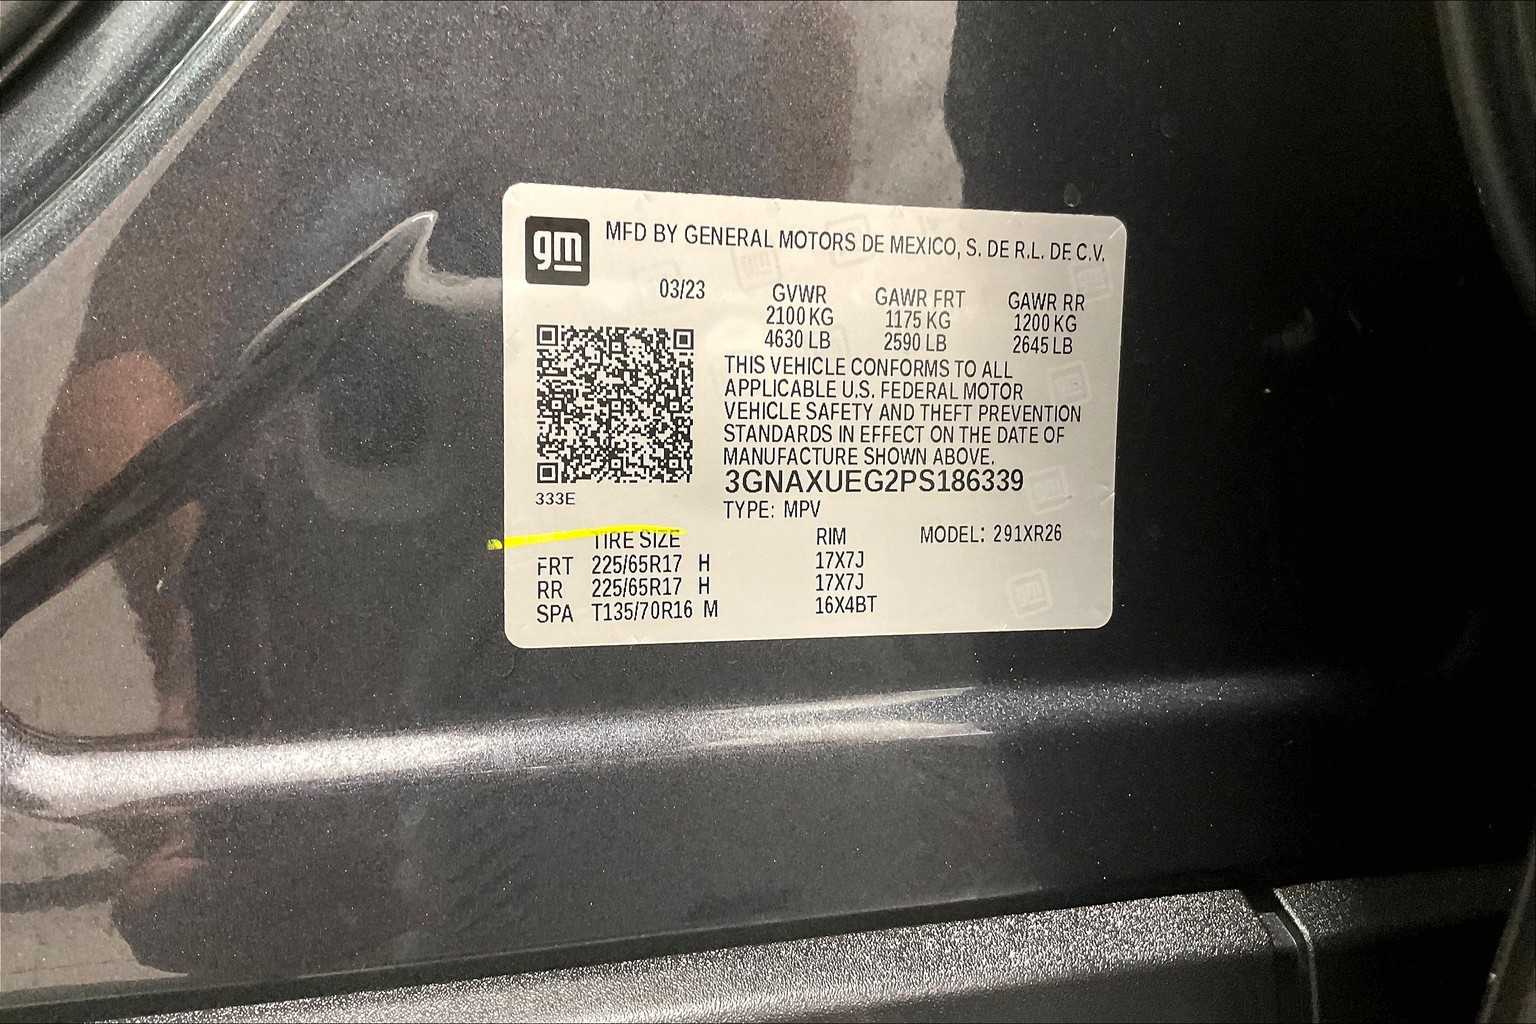 gm MFD BY GENERAL MOTORS DE MEXICO, S. DE R.L. DE C.V.
03/23 GVWR GAWR FRT GAWR RR
2100 KG 1175 KG 1200 KG
4630 LB 2590 LB 2645 LB
THIS VEHICLE CONFORMS TO ALL
APPLICABLE U.S. FEDERAL MOTOR
VEHICLE SAFETY AND THEFT PREVENTION
STANDARDS IN EFFECT ON THE DATE OF
MANUFACTURE SHOWN ABOVE.
3GNAXUEG2PS186339
333E
TYPE: MPV
TIRE SIZE RIM MODEL: 291XR26
FRT 225/65R17 H 17X7J
RR 225/65R17 H 17X7J
SPA T135/70R16 M 16X4BT